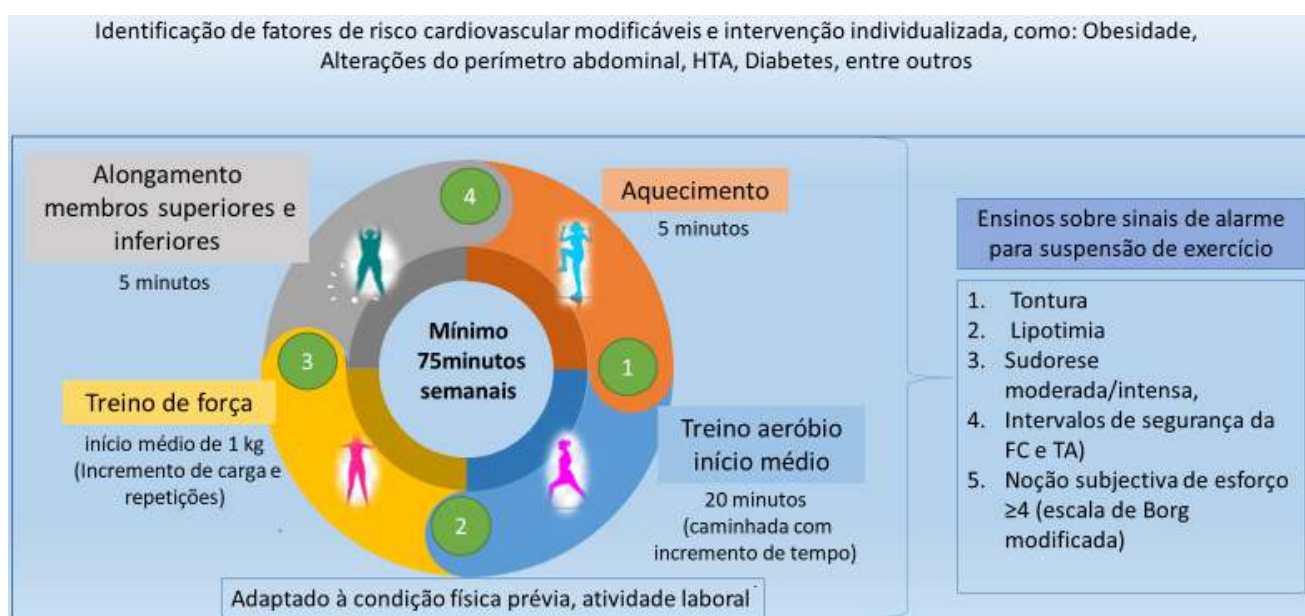 Identificação de fatores de risco cardiovascular modificáveis e intervenção individualizada, como: Obesidade,
Alterações do perímetro abdominal, HTA, Diabetes, entre outros
Alongamento
membros superiores e
inferiores
5 minutos
4
Aquecimento
5 minutos
Ensinos sobre sinais de alarme
para suspensão de exercício
Mínimo
75minutos
semanais
3
1
Treino de força
início médio de 1 kg
(Incremento de carga e
repetições)
Treino aeróbio
início médio
20 minutos
(caminhada com
incremento de tempo)
2
1. Tontura
2. Lipotimia
3. Sudorese
moderada/intensa,
4. Intervalos de segurança da
FC e TA)
5. Noção subjectiva de esforço
≥4 (escala de Borg
modificada)
Adaptado à condição física prévia, atividade laboral